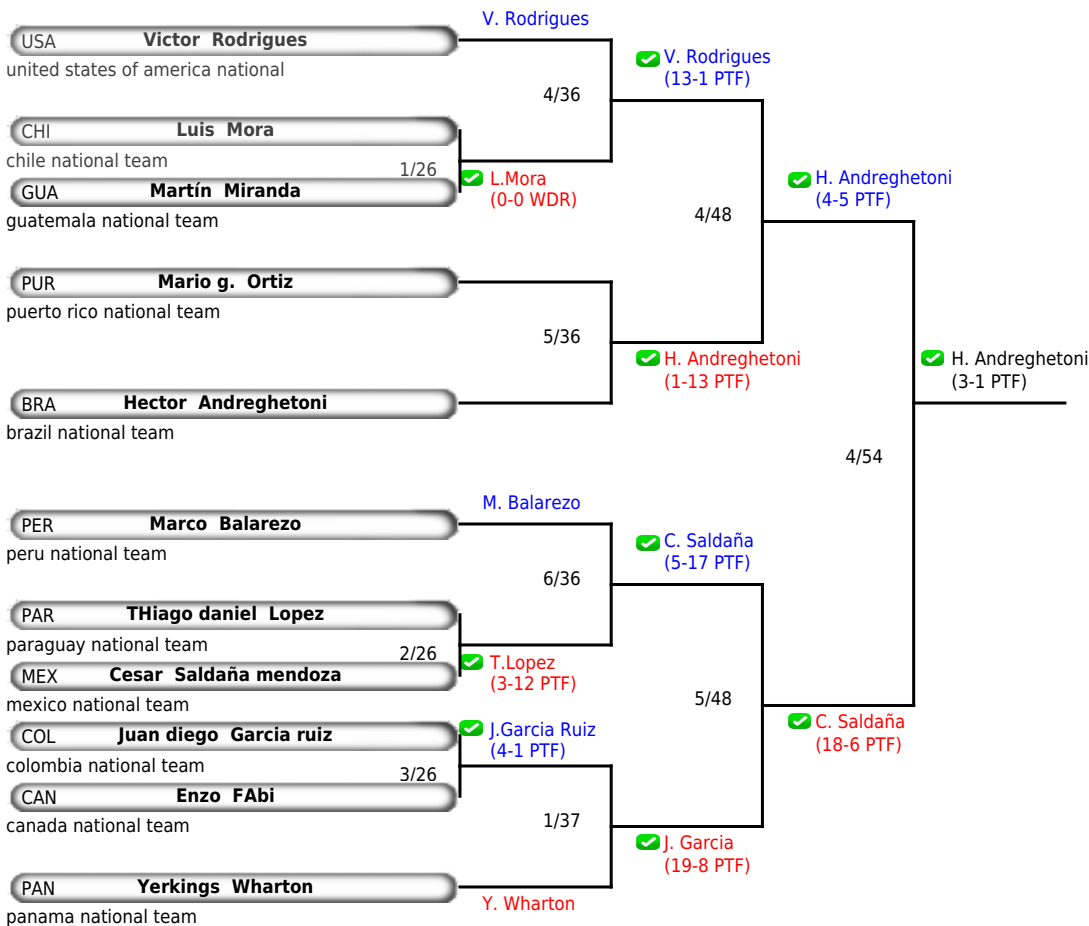 V. Rodrigues
USA Victor Rodrigues
united states of america national
V. Rodrigues
(13-1 PTF)
4/36
CHI Luis Mora
chile national team
1/26
L.Mora
(0-0 WDR)
GUA Martín Miranda
guatemala national team
H. Andreghetoni
(4-5 PTF)
4/48
PUR Mario g. Ortiz
puerto rico national team
5/36
H. Andreghetoni
(1-13 PTF)
H. Andreghetoni
(3-1 PTF)
BRA Hector Andreghetoni
brazil national team
4/54
M. Balarezo
PER Marco Balarezo
peru national team
C. Saldaña
(5-17 PTF)
6/36
PAR THiago daniel Lopez
paraguay national team
2/26
T.Lopez
(3-12 PTF)
MEX Cesar Saldaña mendoza
mexico national team
5/48
C. Saldaña
(18-6 PTF)
COL Juan diego Garcia ruiz
colombia national team
J.Garcia Ruiz
(4-1 PTF)
3/26
CAN Enzo FAbi
canada national team
1/37
J. Garcia
(19-8 PTF)
PAN Yerkings Wharton
panama national team
Y. Wharton